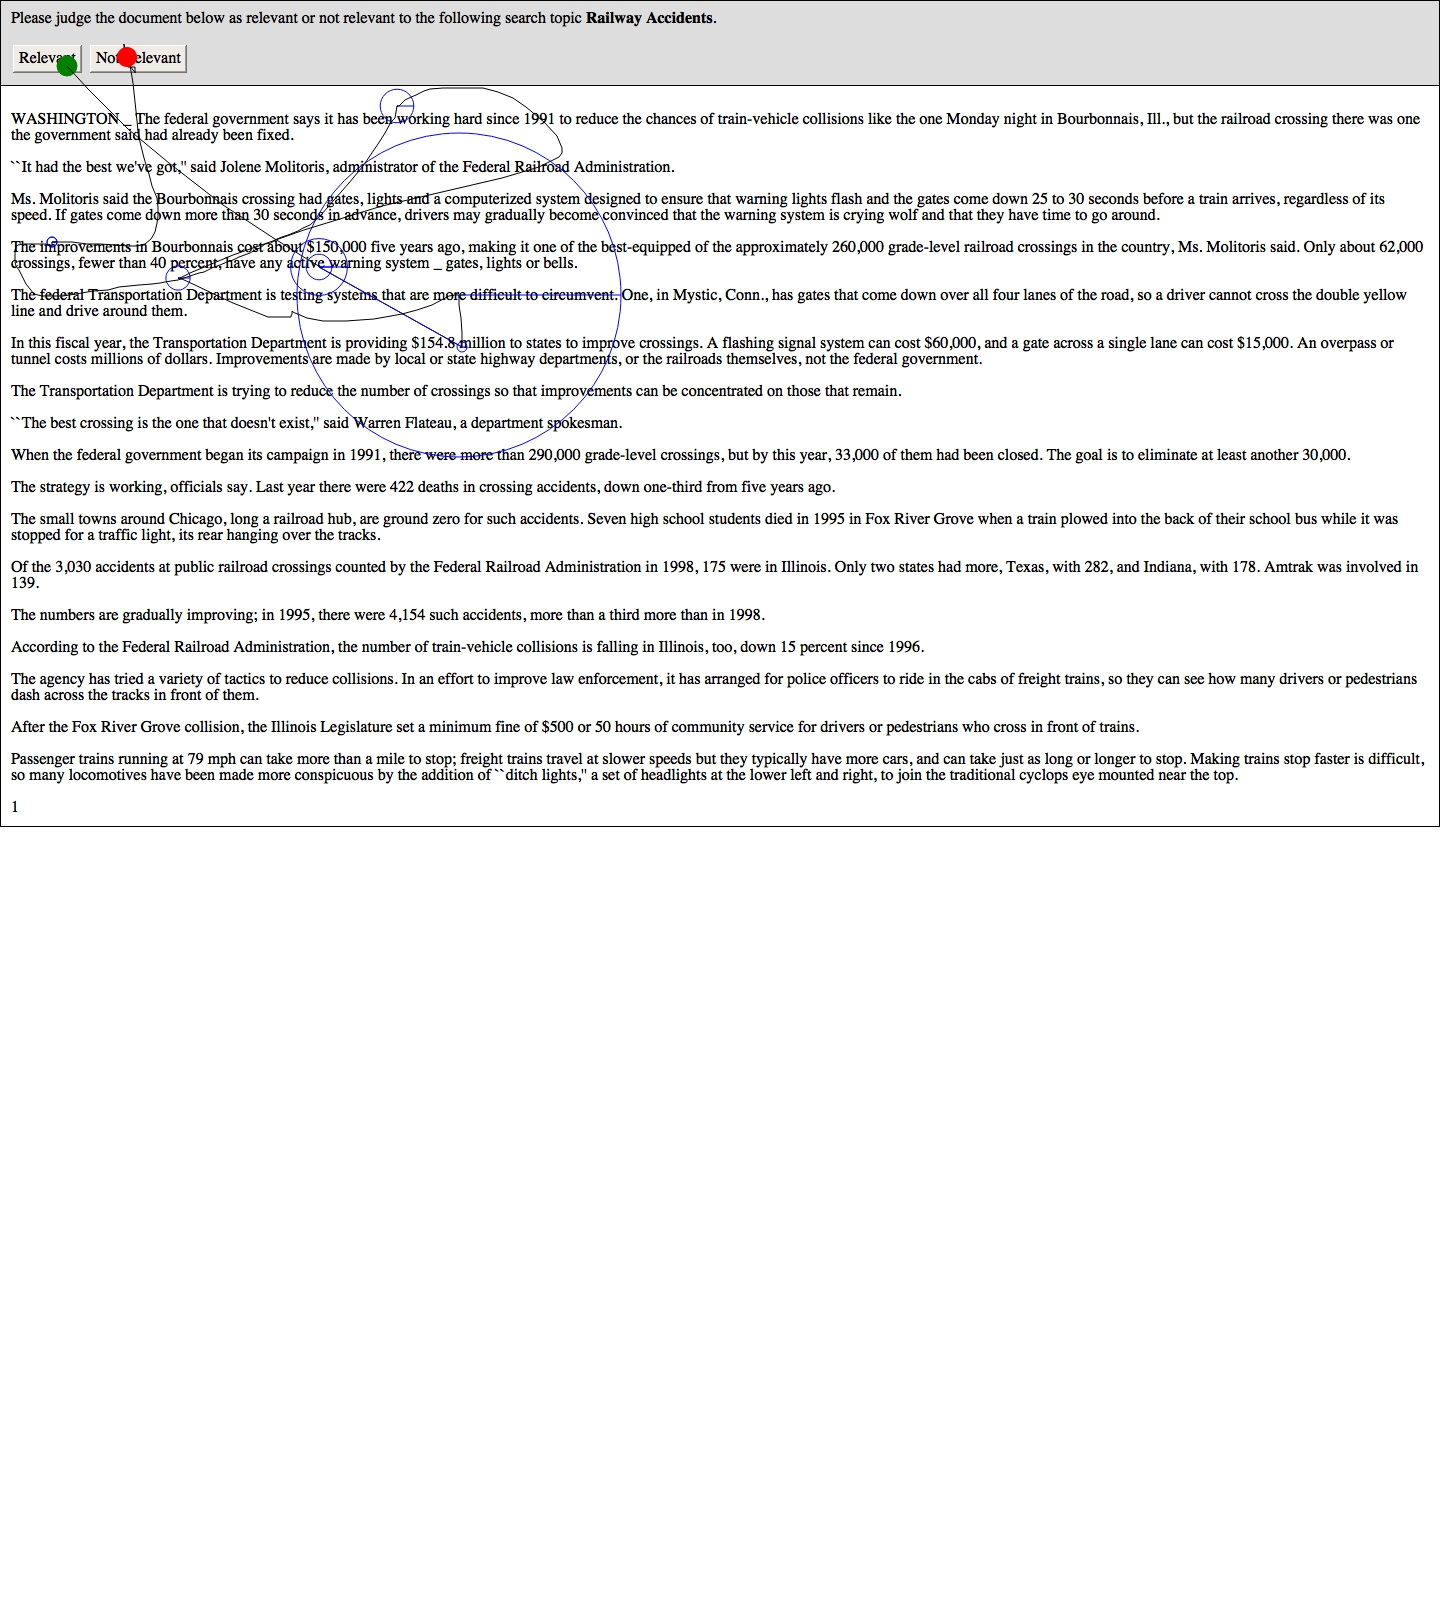 Please judge the document below as relevant or not relevant to the following search topic Railway Accidents.
Relevant Not Relevant
WASHINGTON _ The federal government says it has been working hard since 1991 to reduce the chances of train-vehicle collisions like the one Monday night in Bourbonnais, Ill., but the railroad crossing there was one
the government said had already been fixed.
``It had the best we've got,'' said Jolene Molitoris, administrator of the Federal Railroad Administration.
Ms. Molitoris said the Bourbonnais crossing had gates, lights and a computerized system designed to ensure that warning lights flash and the gates come down 25 to 30 seconds before a train arrives, regardless of its
speed. If gates come down more than 30 seconds in advance, drivers may gradually become convinced that the warning system is crying wolf and that they have time to go around.
The improvements in Bourbonnais cost about $150,000 five years ago, making it one of the best-equipped of the approximately 260,000 grade-level railroad crossings in the country, Ms. Molitoris said. Only about 62,000
crossings, fewer than 40 percent, have any active warning system _ gates, lights or bells.
The federal Transportation Department is testing systems that are more difficult to circumvent. One, in Mystic, Conn., has gates that come down over all four lanes of the road, so a driver cannot cross the double yellow
line and drive around them.
In this fiscal year, the Transportation Department is providing $154.8 million to states to improve crossings. A flashing signal system can cost $60,000, and a gate across a single lane can cost $15,000. An overpass or
tunnel costs millions of dollars. Improvements are made by local or state highway departments, or the railroads themselves, not the federal government.
The Transportation Department is trying to reduce the number of crossings so that improvements can be concentrated on those that remain.
``The best crossing is the one that doesn't exist,'' said Warren Flateau, a department spokesman.
When the federal government began its campaign in 1991, there were more than 290,000 grade-level crossings, but by this year, 33,000 of them had been closed. The goal is to eliminate at least another 30,000.
The strategy is working, officials say. Last year there were 422 deaths in crossing accidents, down one-third from five years ago.
The small towns around Chicago, long a railroad hub, are ground zero for such accidents. Seven high school students died in 1995 in Fox River Grove when a train plowed into the back of their school bus while it was
stopped for a traffic light, its rear hanging over the tracks.
Of the 3,030 accidents at public railroad crossings counted by the Federal Railroad Administration in 1998, 175 were in Illinois. Only two states had more, Texas, with 282, and Indiana, with 178. Amtrak was involved in
139.
The numbers are gradually improving; in 1995, there were 4,154 such accidents, more than a third more than in 1998.
According to the Federal Railroad Administration, the number of train-vehicle collisions is falling in Illinois, too, down 15 percent since 1996.
The agency has tried a variety of tactics to reduce collisions. In an effort to improve law enforcement, it has arranged for police officers to ride in the cabs of freight trains, so they can see how many drivers or pedestrians
dash across the tracks in front of them.
After the Fox River Grove collision, the Illinois Legislature set a minimum fine of $500 or 50 hours of community service for drivers or pedestrians who cross in front of trains.
Passenger trains running at 79 mph can take more than a mile to stop; freight trains travel at slower speeds but they typically have more cars, and can take just as long or longer to stop. Making trains stop faster is difficult,
so many locomotives have been made more conspicuous by the addition of ``ditch lights,'' a set of headlights at the lower left and right, to join the traditional cyclops eye mounted near the top.
1